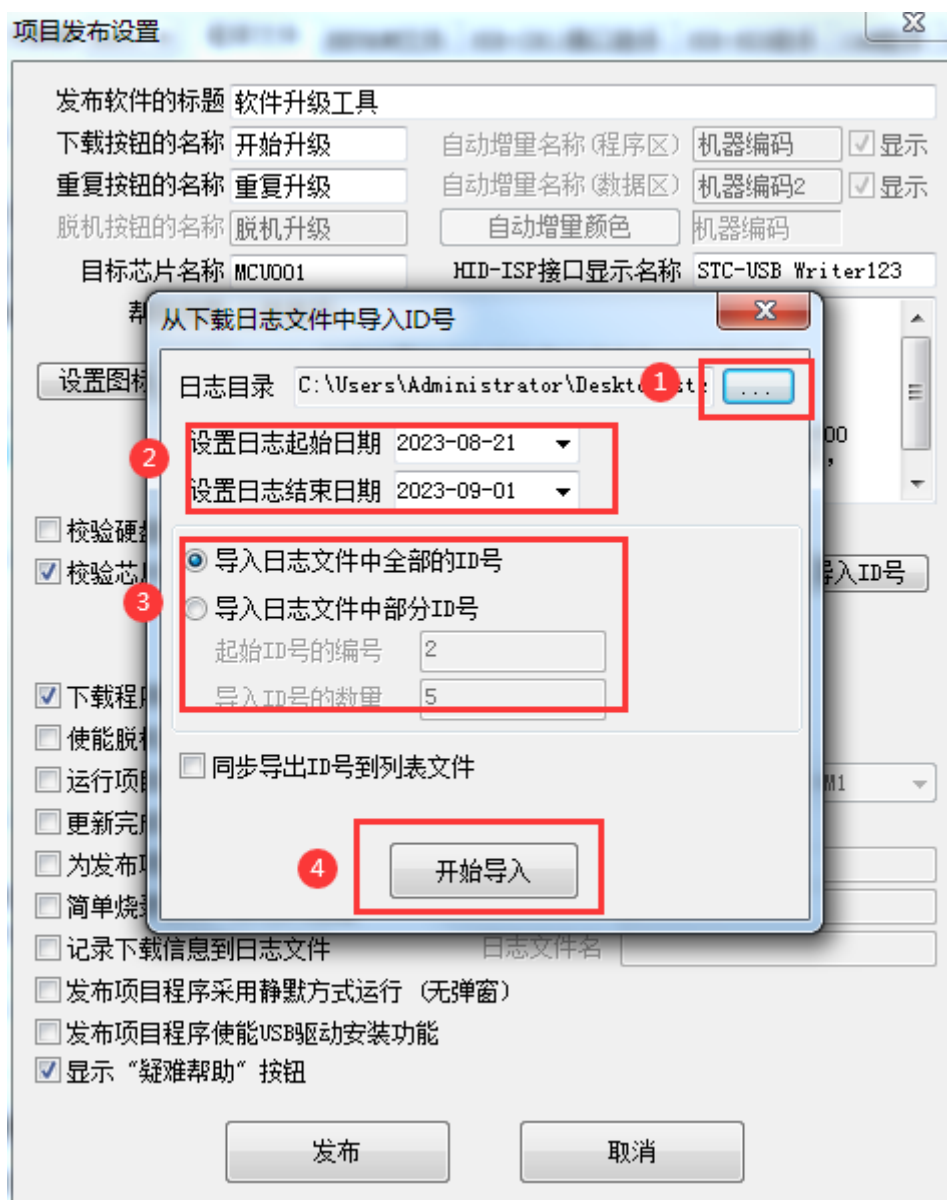 项目发布设置
发布软件的标题 软件升级工具
下载按钮的名称 开始升级 自动增量名称(程序区) 机器编码 显示
重复按钮的名称 重复升级 自动增量名称(数据区) 机器编码2 显示
脱机按钮的名称 脱机升级 自动增量颜色 机器编码
目标芯片名称 MCU001 HID-ISP接口显示名称 STC-USB Writer123
从下载日志文件中导入ID号
设置图标
日志目录 C:\Users\Administrator\Deskto 1 ...
2 设置日志起始日期 2023-08-21 00
设置日志结束日期 2023-09-01
校验硬
导入日志文件中全部的ID号
校验芯 入ID号
3 导入日志文件中部分ID号
起始ID号的编号 2
下载程 导入ID号的数量 5
使能脱
同步导出ID号到列表文件
运行项 M1
更新完
为发布 4 开始导入
简单烧
记录下载信息到日志文件 日志文件名
发布项目程序采用静默方式运行 (无弹窗)
发布项目程序使能USB驱动安装功能
显示 “疑难帮助“ 按钮
发布 取消